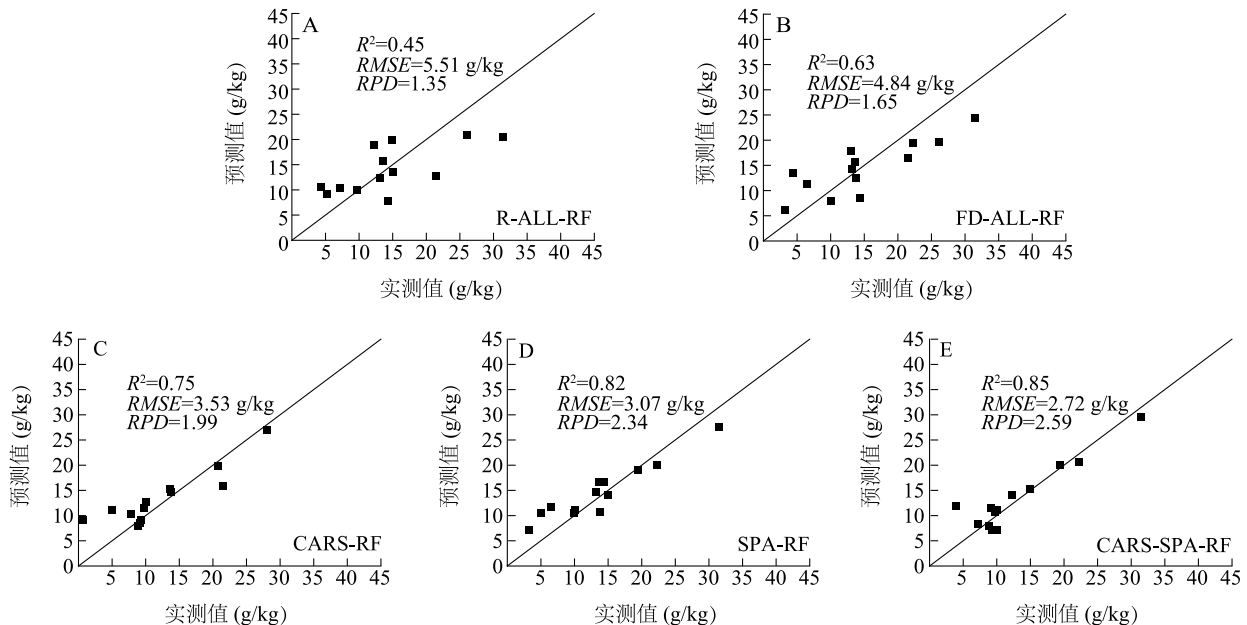 A
R²=0.45
RMSE=5.51 g/kg
RPD=1.35
预测值 (g/kg)
45
40
35
30
25
20
15
10
5
0
5 10 15 20 25 30 35 40 45
R-ALL-RF
实测值 (g/kg)
B
R²=0.63
RMSE=4.84 g/kg
RPD=1.65
预测值 (g/kg)
45
40
35
30
25
20
15
10
5
0
5 10 15 20 25 30 35 40 45
FD-ALL-RF
实测值 (g/kg)
C
R²=0.75
RMSE=3.53 g/kg
RPD=1.99
预测值 (g/kg)
45
40
35
30
25
20
15
10
5
0
5 10 15 20 25 30 35 40 45
CARS-RF
实测值 (g/kg)
D
R²=0.82
RMSE=3.07 g/kg
RPD=2.34
预测值 (g/kg)
45
40
35
30
25
20
15
10
5
0
5 10 15 20 25 30 35 40 45
SPA-RF
实测值 (g/kg)
E
R²=0.85
RMSE=2.72 g/kg
RPD=2.59
预测值 (g/kg)
45
40
35
30
25
20
15
10
5
0
5 10 15 20 25 30 35 40 45
CARS-SPA-RF
实测值 (g/kg)